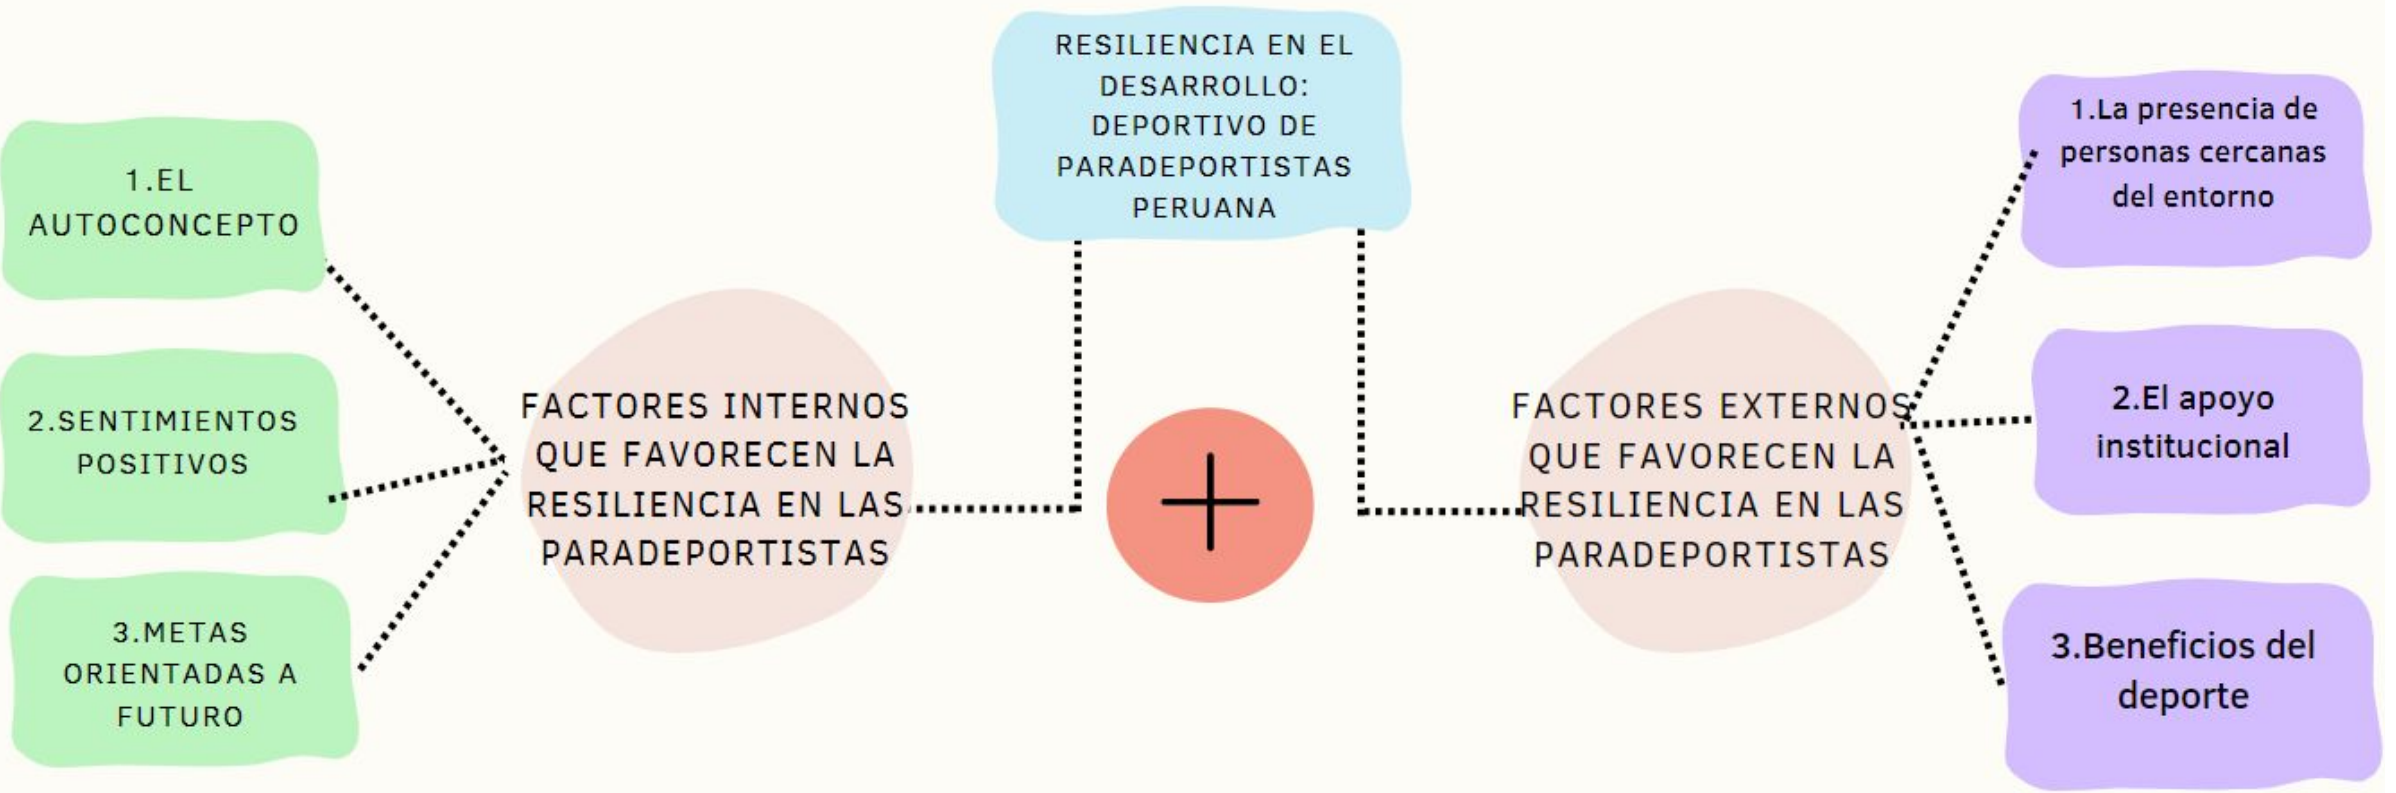 RESILIENCIA EN EL
DESARROLLO:
DEPORTIVO DE
PARADEPORTISTAS
PERUANA
1.EL
AUTOCONCEPTO
2.SENTIMIENTOS
POSITIVOS
3.METAS
ORIENTADAS A
FUTURO
FACTORES INTERNOS
QUE FAVORECEN LA
RESILIENCIA EN LAS
PARADEPORTISTAS
FACTORES EXTERNOS
QUE FAVORECEN LA
RESILIENCIA EN LAS
PARADEPORTISTAS
1.La presencia de
personas cercanas
del entorno
2.El apoyo
institucional
3.Beneficios del
deporte